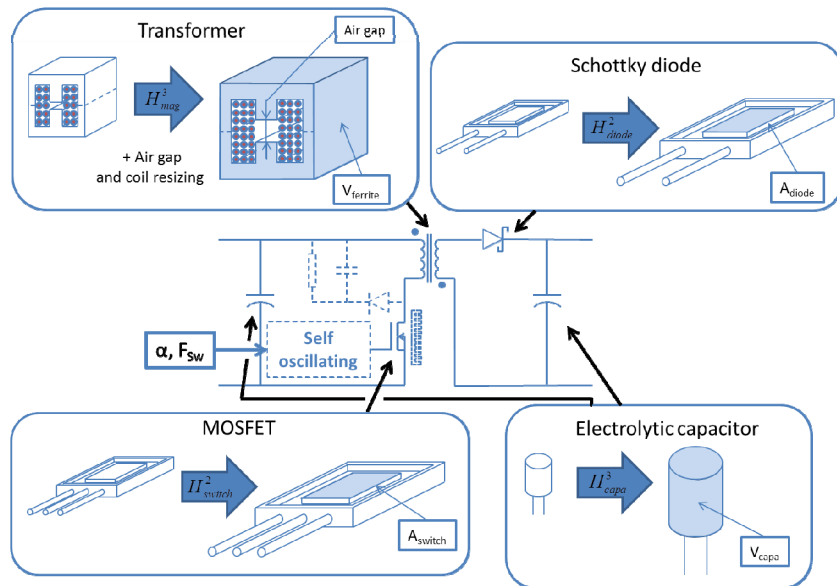 Transformer
Air gap
H³mag
+ Air gap
and coil resizing
Vferrite
Schottky diode
H²diode
Adiode
α, FSw
Self
oscillating
MOSFET
H²switch
Aswitch
Electrolytic capacitor
H³capa
Vcapa